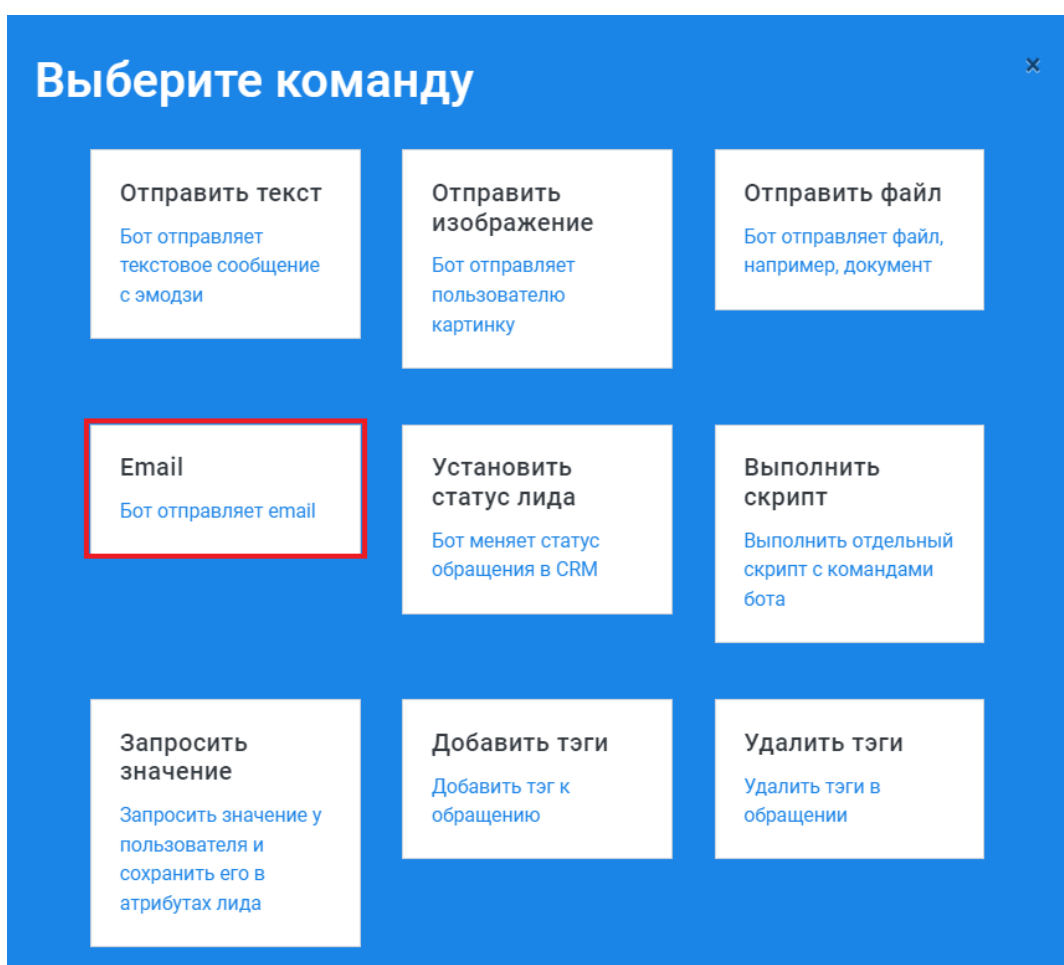 Выберите команду
×
Отправить текст
Бот отправляет
текстовое сообщение
с эмодзи
Отправить
изображение
Бот отправляет
пользователю
картинку
Отправить файл
Бот отправляет файл,
например, документ
Email
Бот отправляет email
Установить
статус лида
Бот меняет статус
обращения в CRM
Выполнить
скрипт
Выполнить отдельный
скрипт с командами
бота
Запросить
значение
Запросить значение у
пользователя и
сохранить его в
атрибутах лида
Добавить тэги
Добавить тэг к
обращению
Удалить тэги
Удалить тэги в
обращении